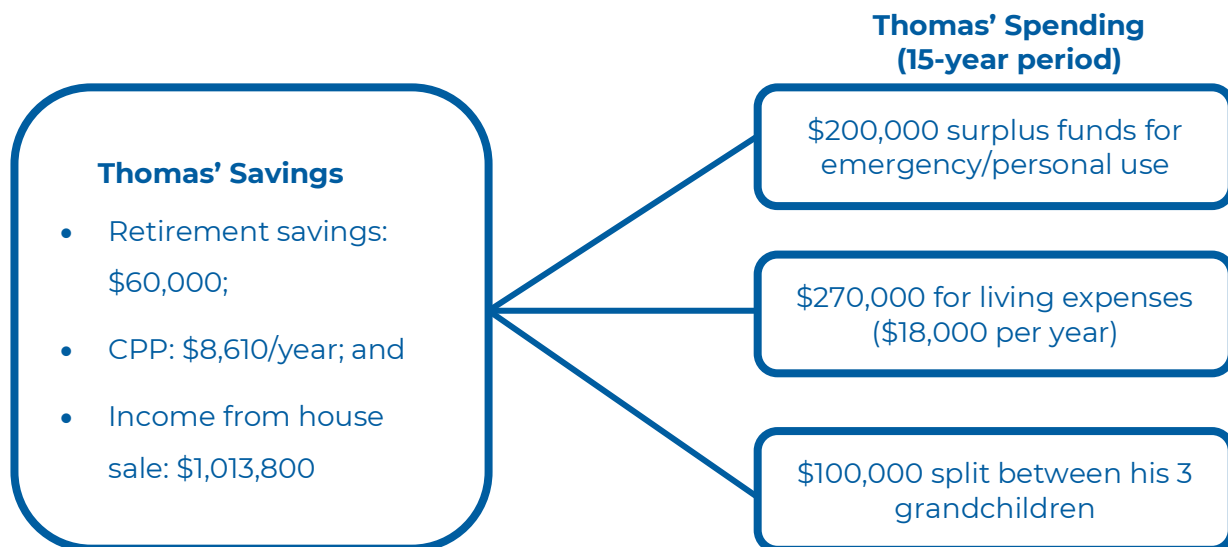 Thomas’ Savings
• Retirement savings:
$60,000;
• CPP: $8,610/year; and
• Income from house
sale: $1,013,800
Thomas’ Spending
(15-year period)
$200,000 surplus funds for
emergency/personal use
$270,000 for living expenses
($18,000 per year)
$100,000 split between his 3
grandchildren